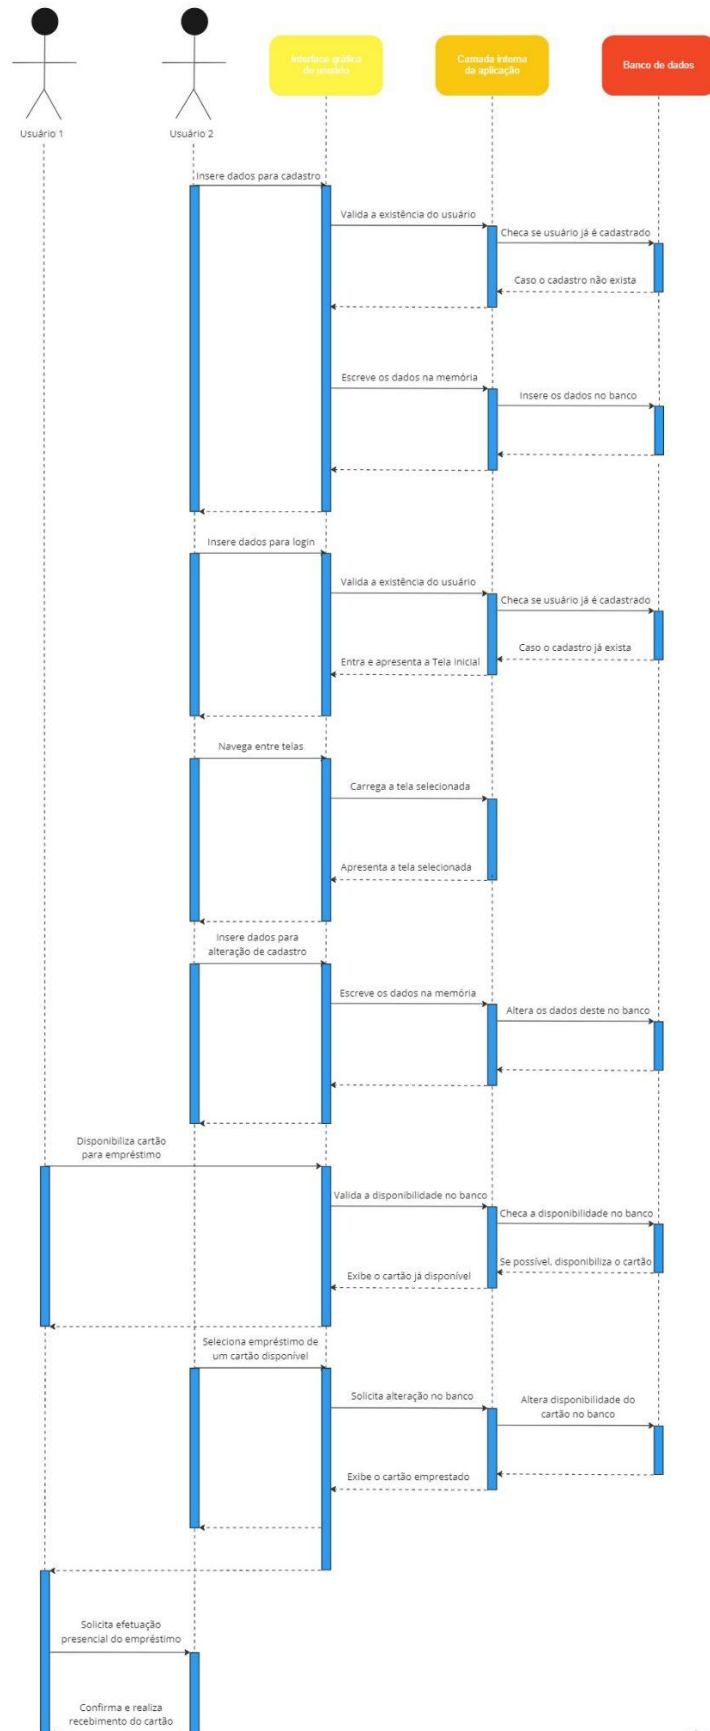 Interface gráfica
do usuário
Camada interna
da aplicação
Banco de dados
Usuário 1
Usuário 2
Insere dados para cadastro
Valida a existência do usuário
Checa se usuário já é cadastrado
Caso o cadastro não exista
Escreve os dados na memória
Insere os dados no banco
Insere dados para login
Valida a existência do usuário
Checa se usuário já é cadastrado
Caso o cadastro já exista
Entra e apresenta a Tela Inicial
Navega entre telas
Carrega a tela selecionada
Apresenta a tela selecionada
Insere dados para
alteração de cadastro
Escreve os dados na memória
Altera os dados deste no banco
Disponibiliza cartão
para empréstimo
Valida a disponibilidade no banco
Checa a disponibilidade no banco
Se possível, disponibiliza o cartão
Exibe o cartão já disponível
Seleciona empréstimo de
um cartão disponível
Solicita alteração no banco
Altera disponibilidade do
cartão no banco
Exibe o cartão emprestado
Solicita efetuação
presencial do empréstimo
Confirma e realiza
recebimento do cartão